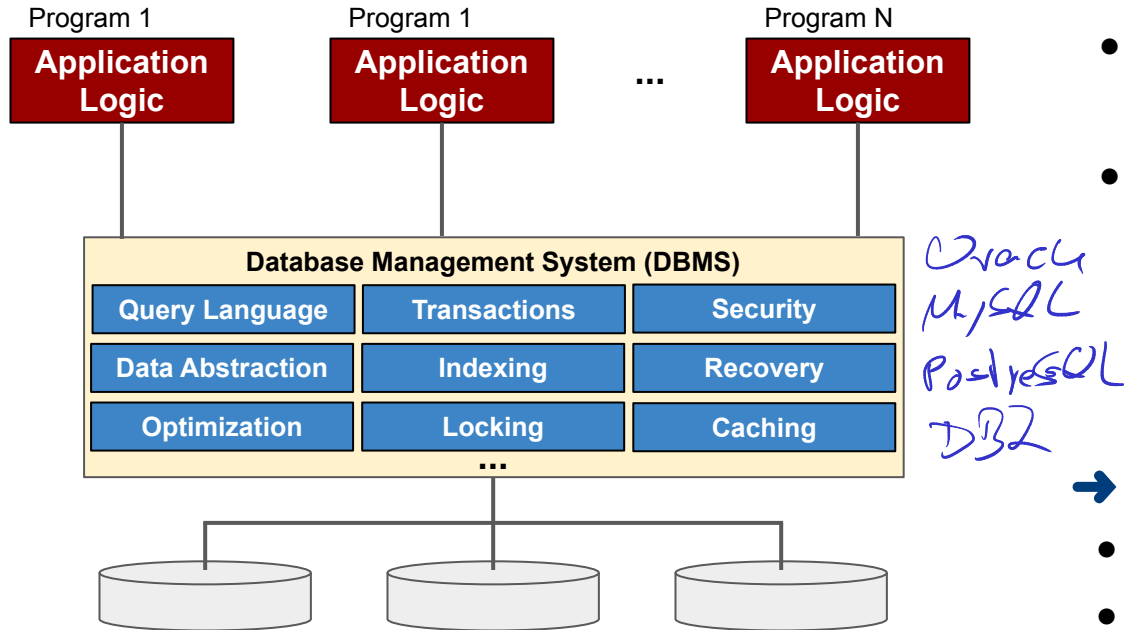 Program 1 Program 1 Program N
Application Logic
Application Logic
...
Application Logic
Database Management System (DBMS)
Query Language Transactions Security
Data Abstraction Indexing Recovery
Optimization Locking Caching
...
Oracle
MySQL
PostgreSQL
DB2